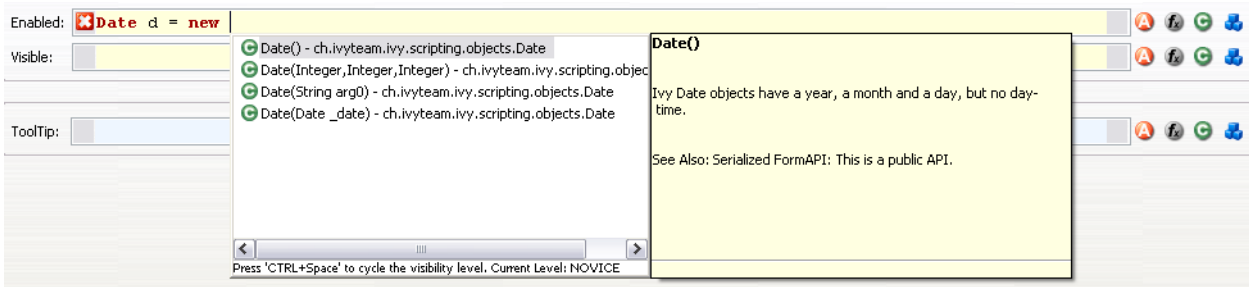 Enabled: Date d = new
Visible:
ToolTip:
Date() - ch.ivyteam.ivy.scripting.objects.Date
Date(Integer,Integer,Integer) - ch.ivyteam.ivy.scripting.objec
Date(String arg0) - ch.ivyteam.ivy.scripting.objects.Date
Date(Date _date) - ch.ivyteam.ivy.scripting.objects.Date
Press 'CTRL+Space' to cycle the visibility level. Current Level: NOVICE
Date()
Ivy Date objects have a year, a month and a day, but no day-
time.
See Also: Serialized FormAPI: This is a public API.